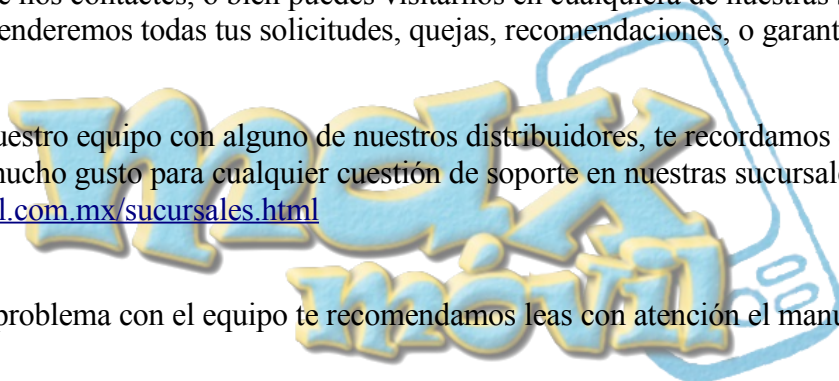 e nos contactes, o bien puedes visitarnos en cualquiera de nuestras s
enderemos todas tus solicitudes, quejas, recomendaciones, o garant
uestro equipo con alguno de nuestros distribuidores, te recordamos
mucho gusto para cualquier cuestión de soporte en nuestras sucursale
l.com.mx/sucursales.html
max
móvil
problema con el equipo te recomendamos leas con atención el manu